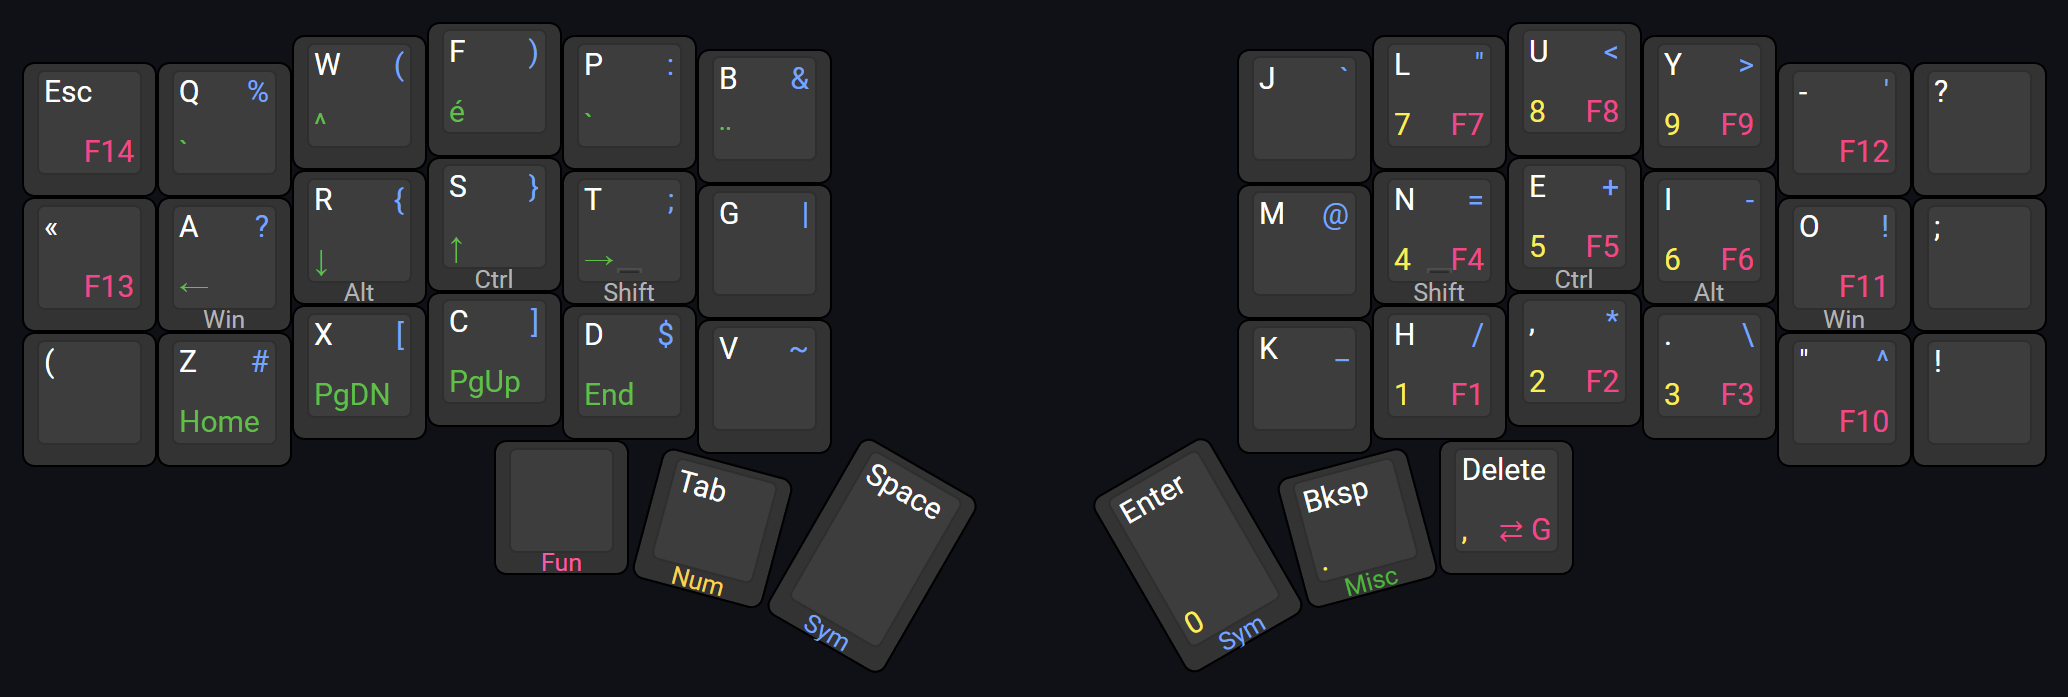 Esc F14
Q % `
W ( ^
F ) é
P : `
B & ¨
J `
L " 7 F7
U < 8 F8
Y > 9 F9
- ' F12
?
« F13
A ? ← Win
R { ↓ Alt
S } ↑ Ctrl
T ; → Shift
G |
M @
N = 4 F4 Shift
E + 5 F5 Ctrl
I - 6 F6 Alt
O ! F11 Win
;
(
Z # Home
X [ PgDN
C ] PgUp
D $ End
V ~
K _
H / 1 F1
, * 2 F2
. \ 3 F3
" ^ F10
!
Fun
Tab Num
Space Sym
Enter 0 Sym
Bksp . Misc
Delete , ⇄ G